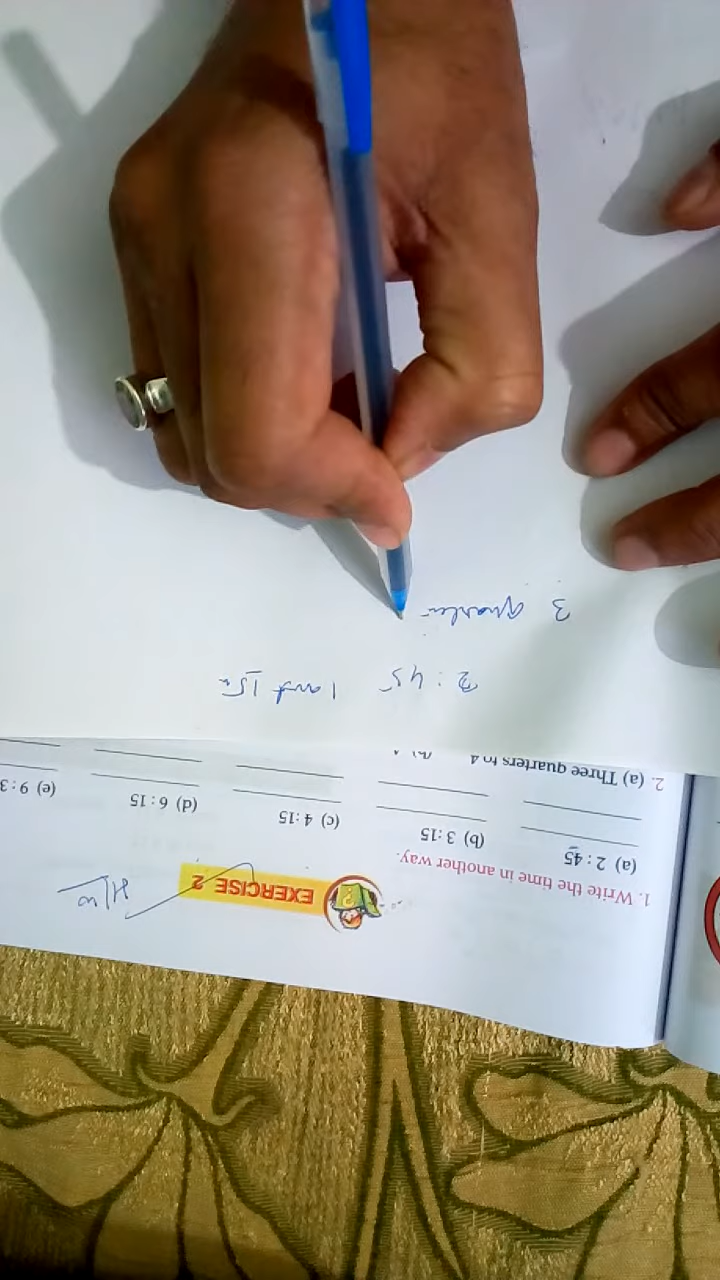 EXERCISE 2
H/W
1. Write the time in another way.
(a) 2 : 45 (b) 3 : 15 (c) 4 : 15 (d) 6 : 15 (e) 9 : 3
2. (a) Three quarters to 4
2 : 45 1 and 15
3 quarter